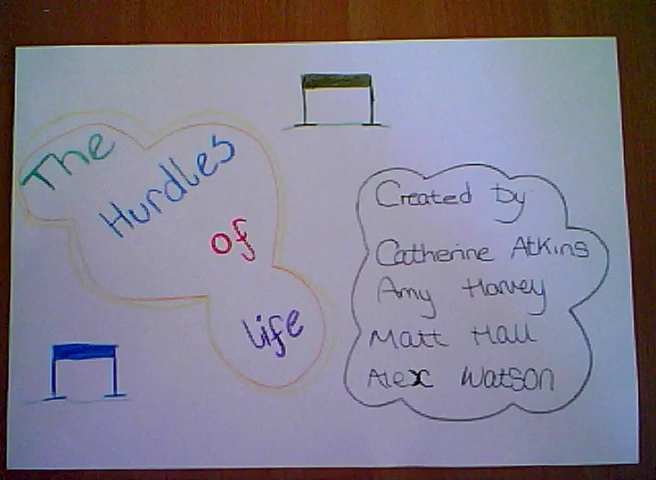 The
Hurdles
of
life
Created by
Catherine Atkins
Amy Harvey
Matt Hall
Alex Watson